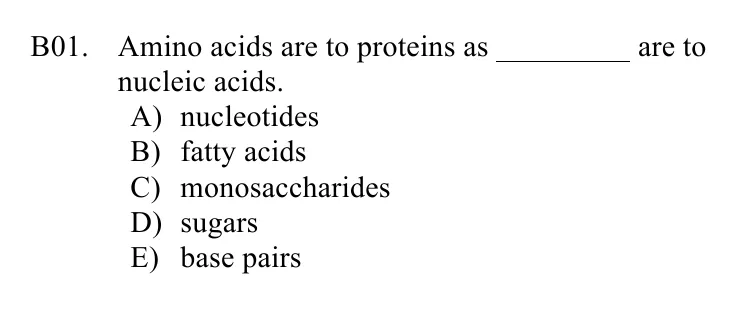 B01. Amino acids are to proteins as _________ are to
nucleic acids.
A) nucleotides
B) fatty acids
C) monosaccharides
D) sugars
E) base pairs